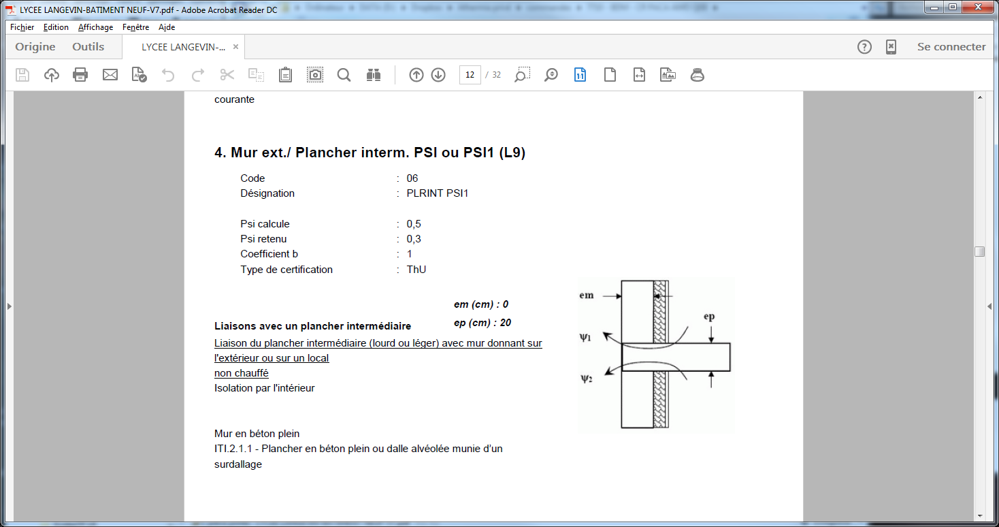 LYCEE LANGEVIN-BATIMENT NEUF-V7.pdf - Adobe Acrobat Reader DC
Fichier Edition Affichage Fenêtre Aide
Origine Outils LYCEE LANGEVIN-... × Se connecter
12 / 32
courante
4. Mur ext./ Plancher interm. PSI ou PSI1 (L9)
Code : 06
Désignation : PLRINT PSI1
Psi calcule : 0,5
Psi retenu : 0,3
Coefficient b : 1
Type de certification : ThU
em (cm) : 0
ep (cm) : 20
Liaisons avec un plancher intermédiaire
Liaison du plancher intermédiaire (lourd ou léger) avec mur donnant sur
l'extérieur ou sur un local
non chauffé
Isolation par l'intérieur
em
ep
ψ1
ψ2
Mur en béton plein
ITI.2.1.1 - Plancher en béton plein ou dalle alvéolée munie d’un
surdallage